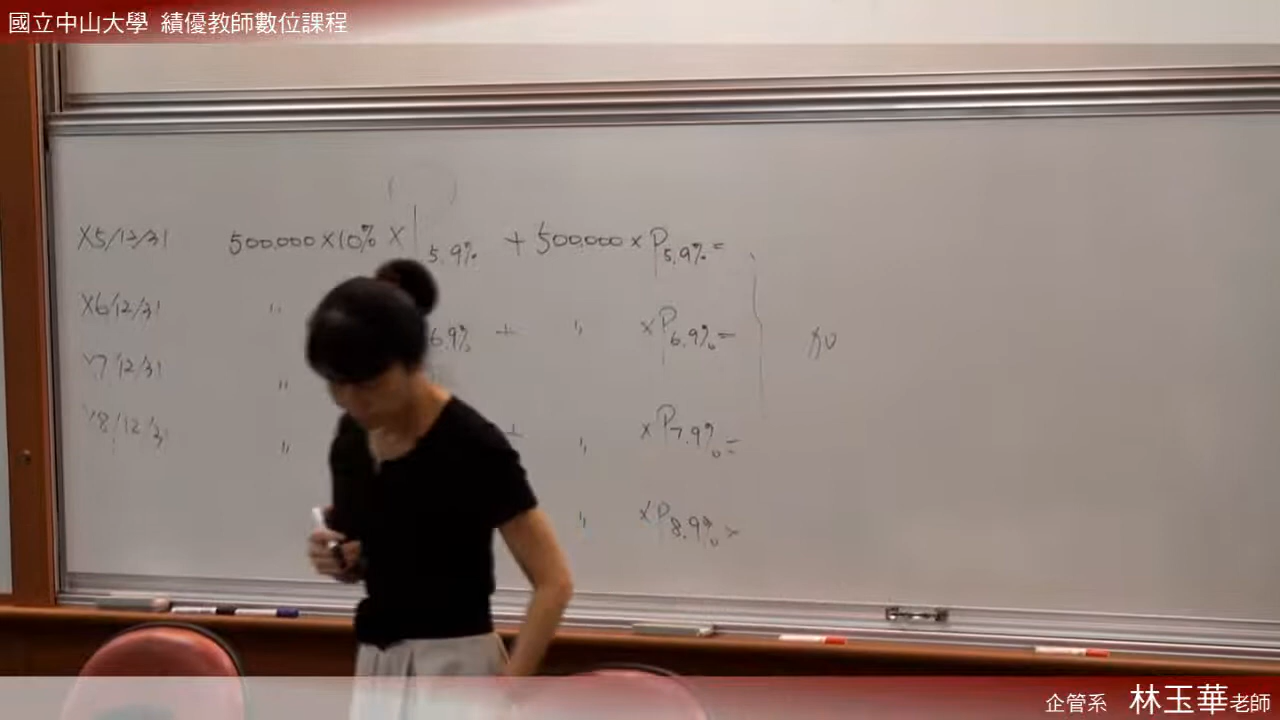 國立中山大學 績優教師數位課程
( )
X5/12/31 500,000 x 10% x 5.9% + 500,000 x P5.9% =
X6/12/31 〃 6.9% + 〃 x P6.9% =
X7/12/31 〃 〃 x P7.9% =
X8/12/31 〃 〃 x P8.9% =
企管系 林玉華老師